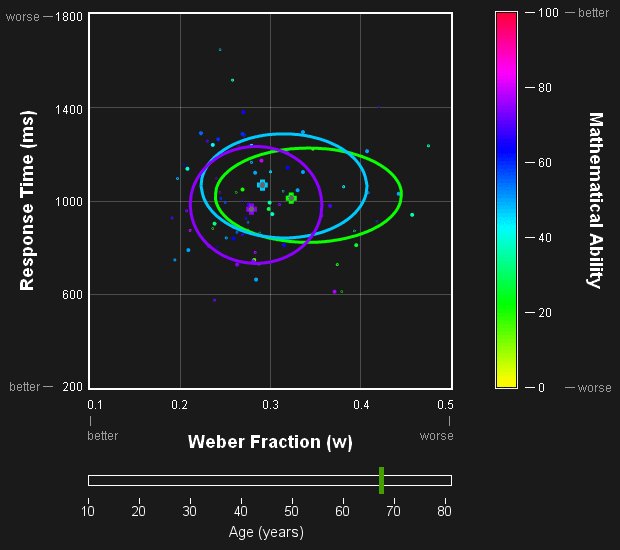 worse
1800
1400
1000
600
200
better
Response Time (ms)
0.1 0.2 0.3 0.4 0.5
better
worse
Weber Fraction (w)
10 20 30 40 50 60 70 80
Age (years)
100
80
60
40
20
0
better
worse
Mathematical Ability